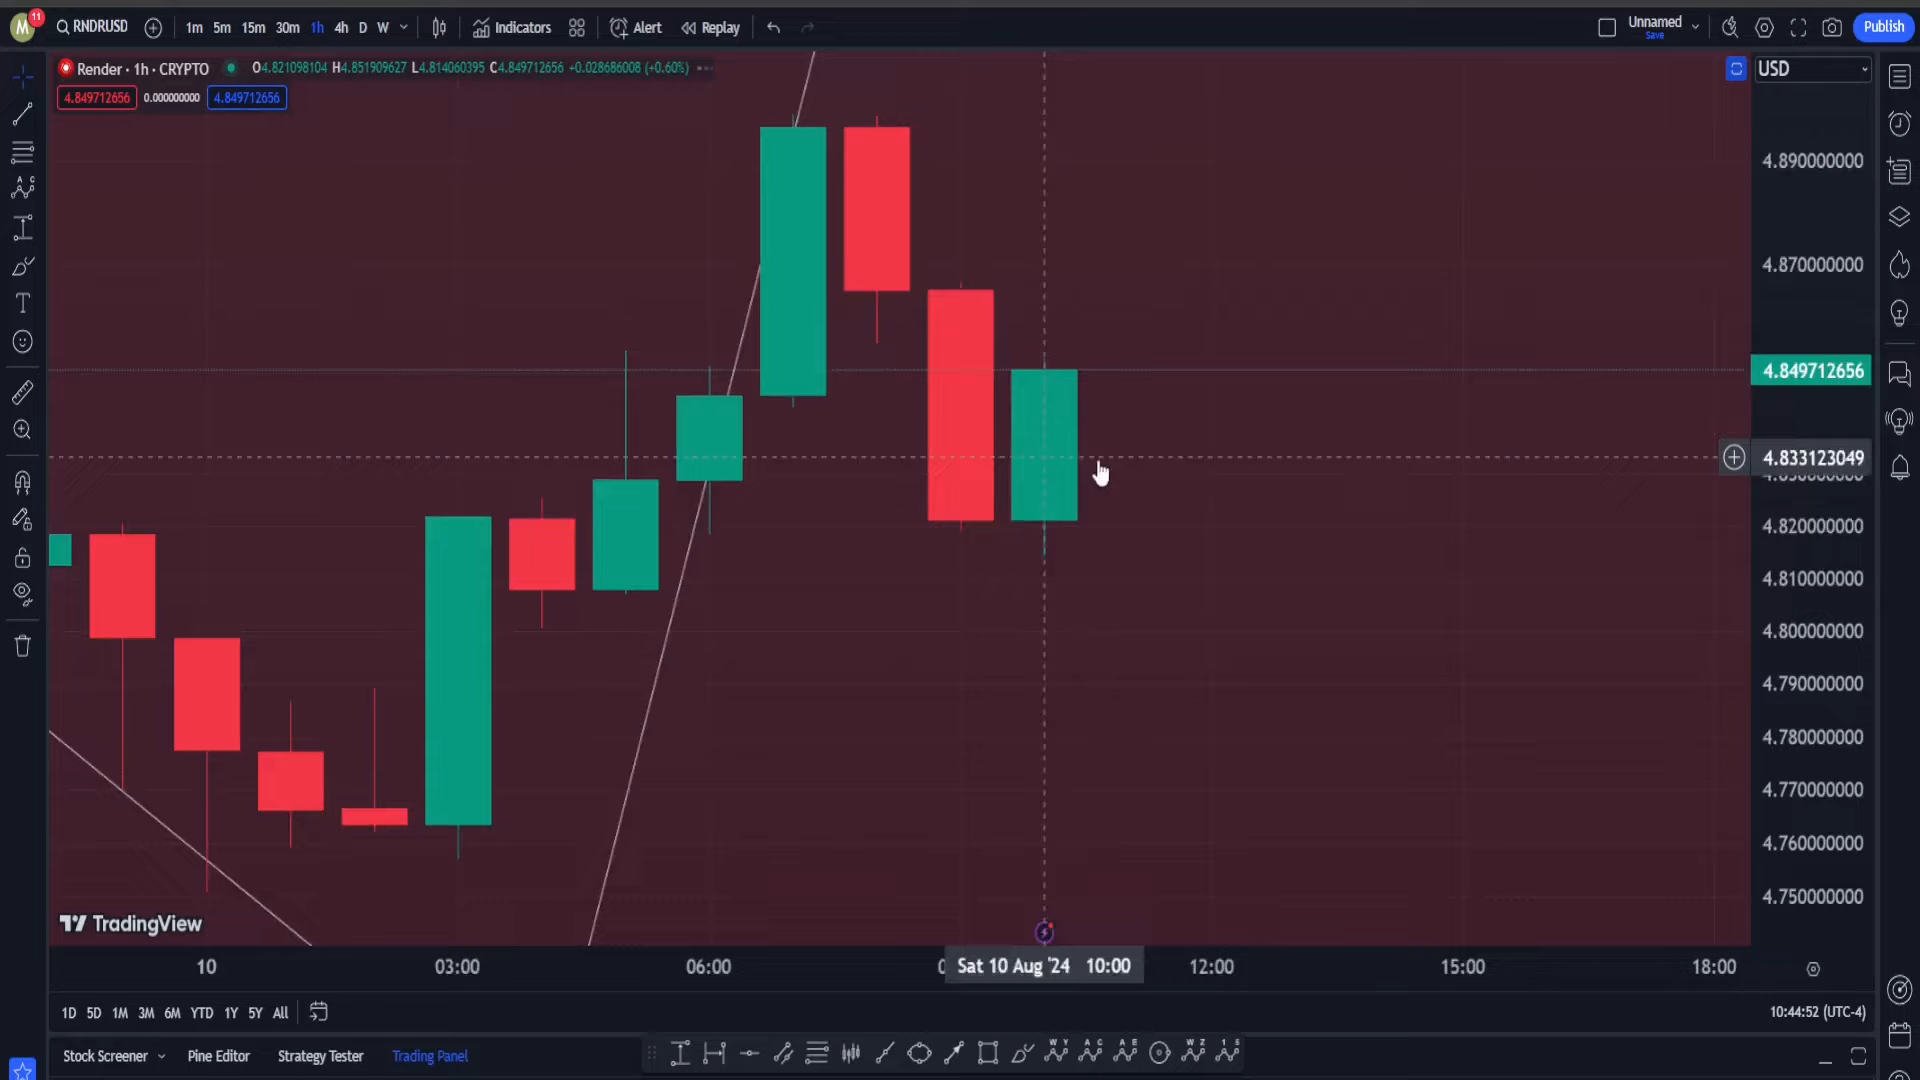 M 11 RNDRUSD 1m 5m 15m 30m 1h 4h D W Indicators Alert Replay Unnamed Save Publish
Render · 1h · CRYPTO O4.821098104 H4.851909627 L4.814060395 C4.849712656 +0.028686008 (+0.60%) USD
4.849712656 0.000000000 4.849712656
4.890000000
4.870000000
4.849712656
4.833123049
4.820000000
4.810000000
4.800000000
4.790000000
4.780000000
4.770000000
4.760000000
4.750000000
TradingView
10 03:00 06:00 Sat 10 Aug '24 10:00 12:00 15:00 18:00
1D 5D 1M 3M 6M YTD 1Y 5Y All 10:44:52 (UTC-4)
Stock Screener Pine Editor Strategy Tester Trading Panel